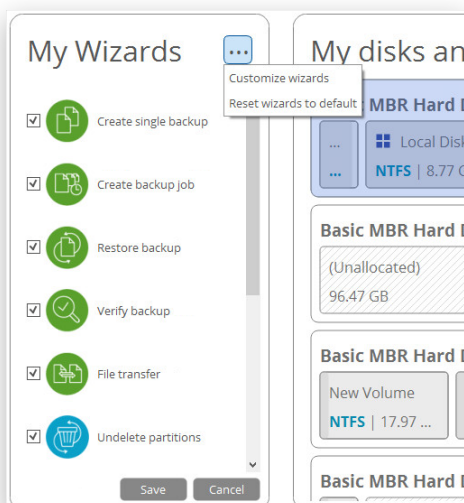 My Wizards
...
Customize wizards
Reset wizards to default
Create single backup
Create backup job
Restore backup
Verify backup
File transfer
Undelete partitions
Save
Cancel
My disks an
MBR Hard
...
...
Local Disk
NTFS | 8.77 G
Basic MBR Hard
(Unallocated)
96.47 GB
Basic MBR Hard
New Volume
NTFS | 17.97 ...
Basic MBR Hard